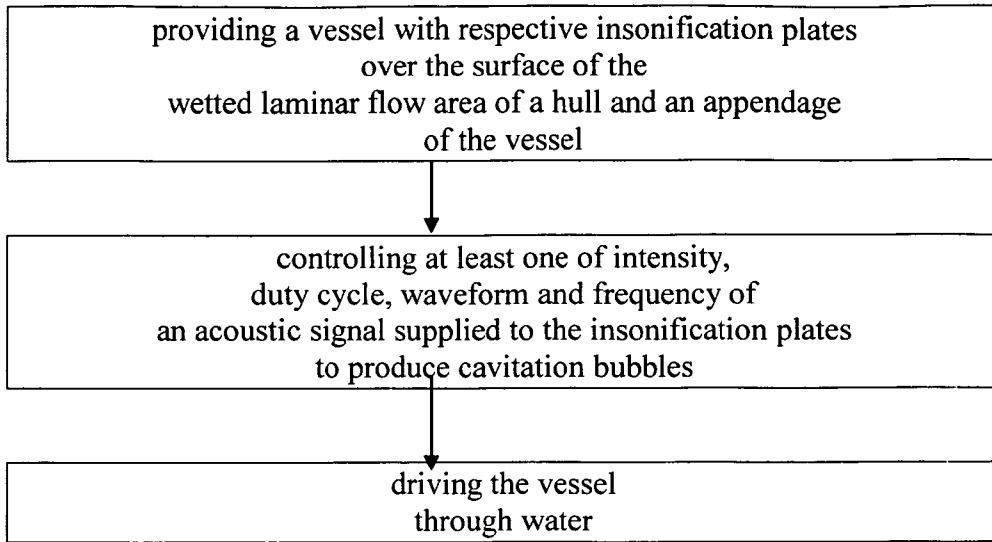 providing a vessel with respective insonification plates
over the surface of the
wetted laminar flow area of a hull and an appendage
of the vessel
controlling at least one of intensity,
duty cycle, waveform and frequency of
an acoustic signal supplied to the insonification plates
to produce cavitation bubbles
driving the vessel
through water